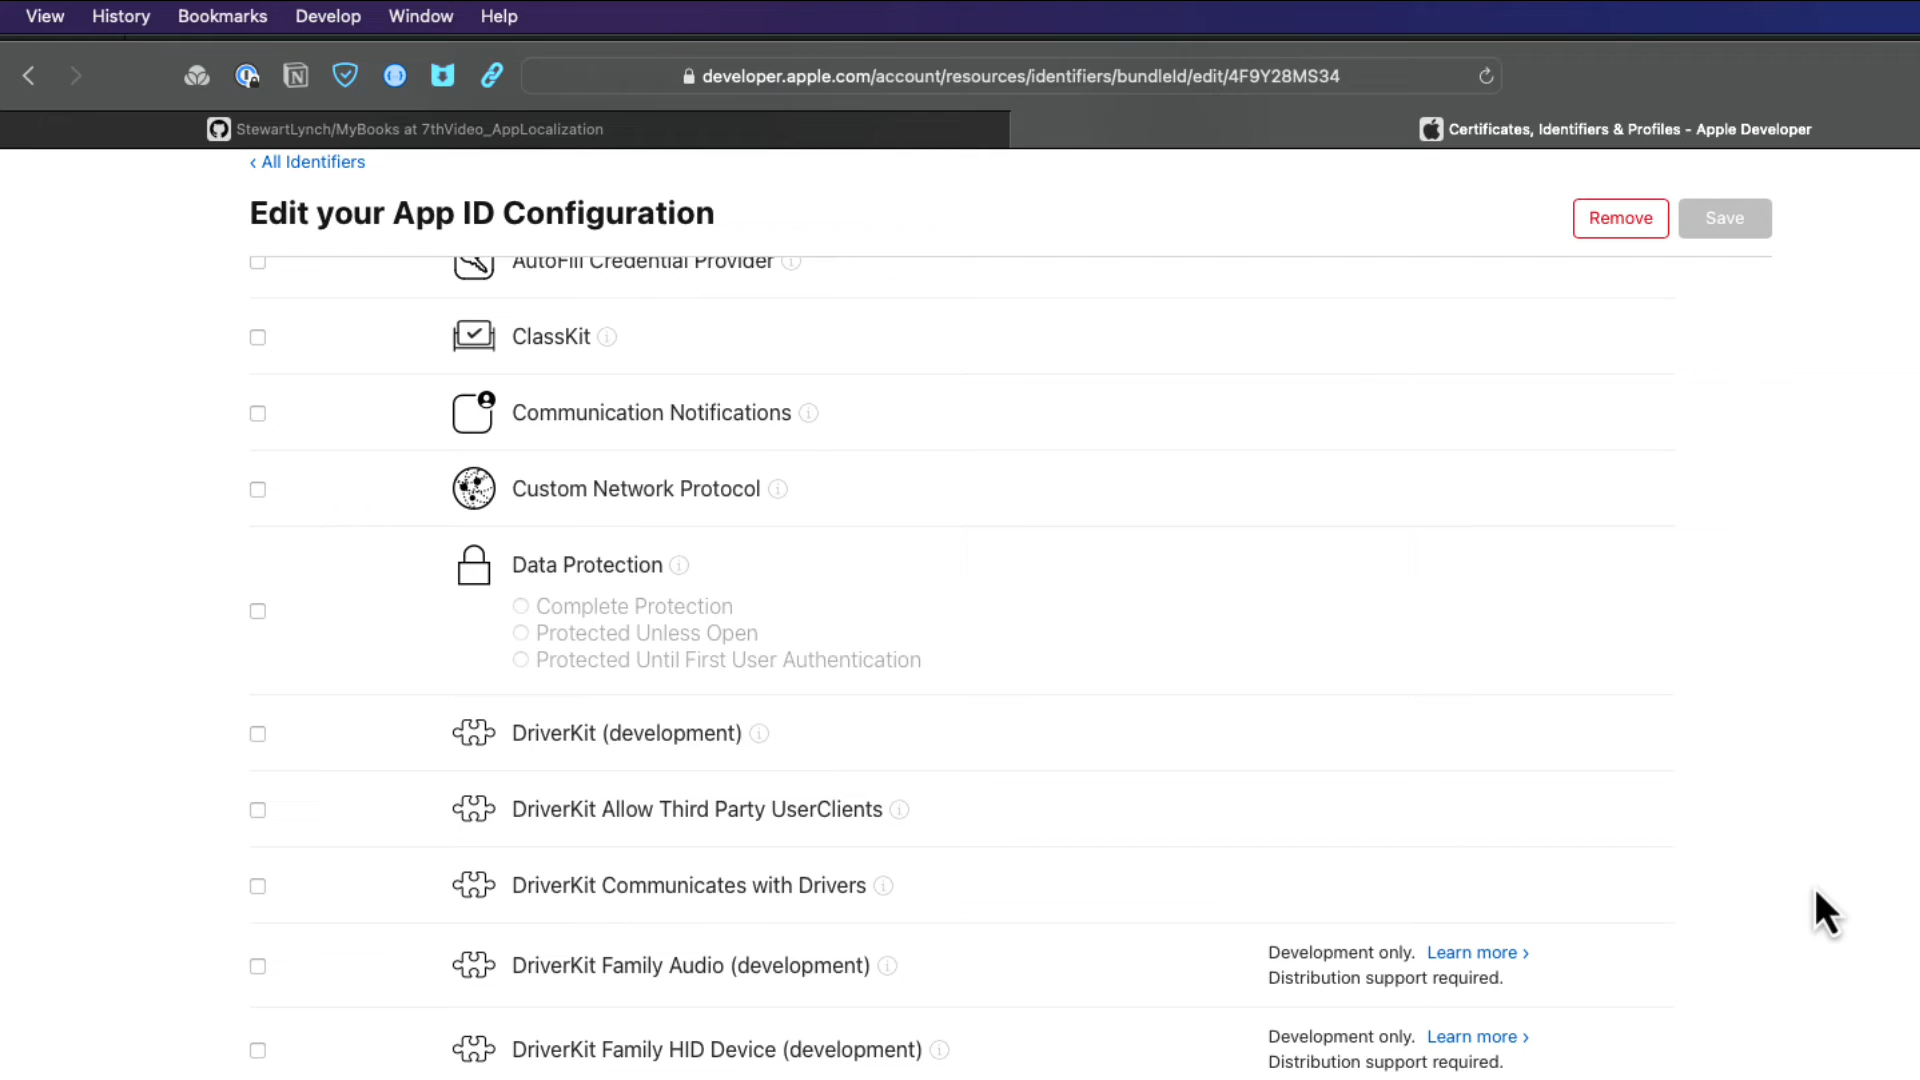 View History Bookmarks Develop Window Help
developer.apple.com/account/resources/identifiers/bundleId/edit/4F9Y28MS34
StewartLynch/MyBooks at 7thVideo_AppLocalization
Certificates, Identifiers & Profiles - Apple Developer
‹ All Identifiers
Edit your App ID Configuration
Remove
Save
AutoFill Credential Provider
ClassKit
Communication Notifications
Custom Network Protocol
Data Protection
Complete Protection
Protected Unless Open
Protected Until First User Authentication
DriverKit (development)
DriverKit Allow Third Party UserClients
DriverKit Communicates with Drivers
DriverKit Family Audio (development)
Development only. Learn more ›
Distribution support required.
DriverKit Family HID Device (development)
Development only. Learn more ›
Distribution support required.